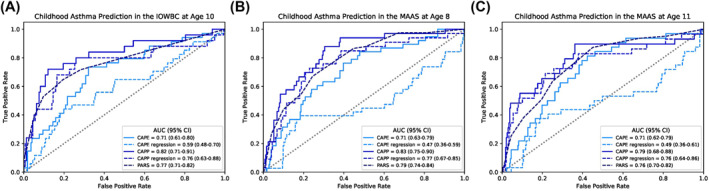 (A)
Childhood Asthma Prediction in the IOWBC at Age 10
True Positive Rate
1.0
0.8
0.6
0.4
0.2
0.0
0.0 0.2 0.4 0.6 0.8 1.0
False Positive Rate
AUC (95% CI)
CAPE = 0.71 (0.61-0.80)
CAPE regression = 0.59 (0.48-0.70)
CAPP = 0.82 (0.71-0.91)
CAPP regression = 0.76 (0.63-0.88)
PARS = 0.77 (0.71-0.82)
(B)
Childhood Asthma Prediction in the MAAS at Age 8
True Positive Rate
1.0
0.8
0.6
0.4
0.2
0.0
0.0 0.2 0.4 0.6 0.8 1.0
False Positive Rate
AUC (95% CI)
CAPE = 0.71 (0.63-0.79)
CAPE regression = 0.47 (0.36-0.59)
CAPP = 0.83 (0.75-0.90)
CAPP regression = 0.77 (0.67-0.85)
PARS = 0.79 (0.74-0.84)
(C)
Childhood Asthma Prediction in the MAAS at Age 11
True Positive Rate
1.0
0.8
0.6
0.4
0.2
0.0
0.0 0.2 0.4 0.6 0.8 1.0
False Positive Rate
AUC (95% CI)
CAPE = 0.71 (0.62-0.79)
CAPE regression = 0.49 (0.36-0.61)
CAPP = 0.79 (0.68-0.88)
CAPP regression = 0.76 (0.64-0.86)
PARS = 0.76 (0.70-0.82)